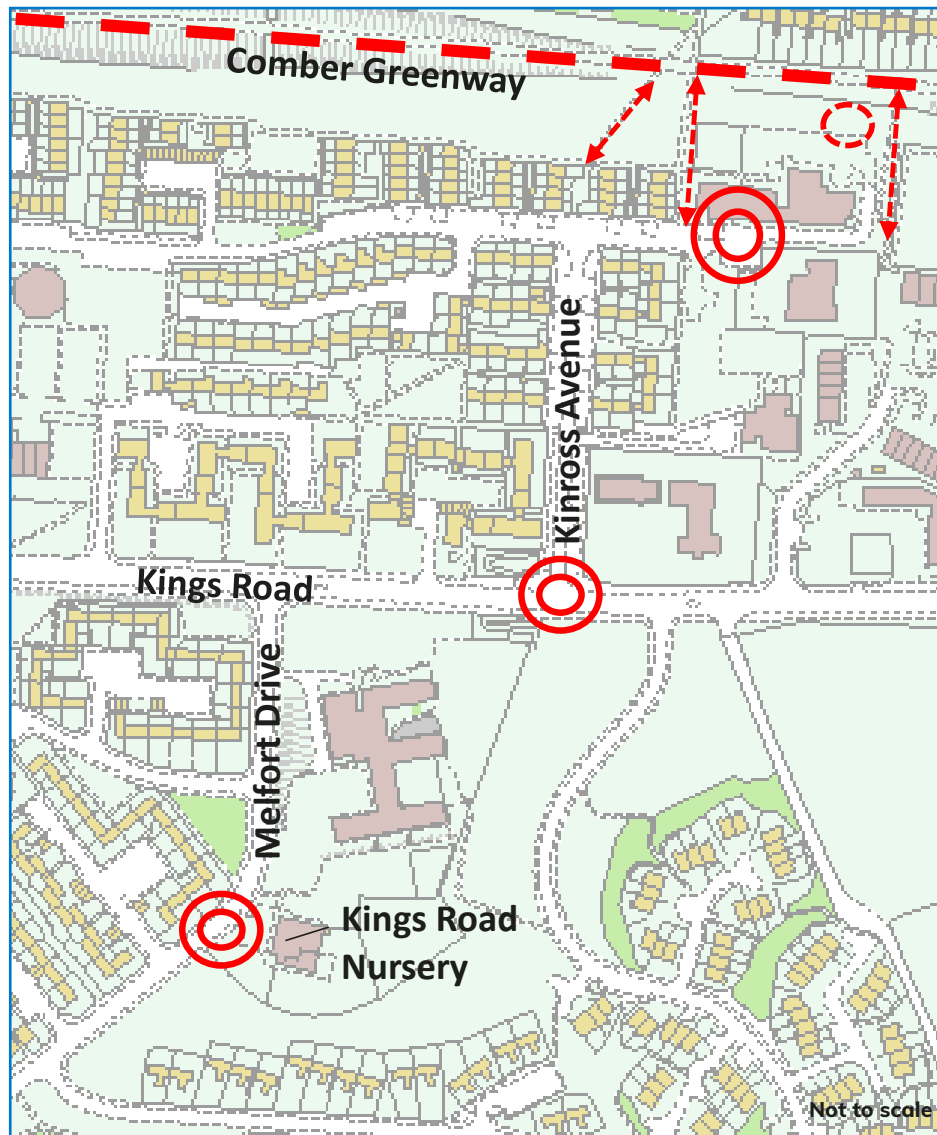 Comber Greenway
Kinross Avenue
Kings Road
Melfort Drive
Kings Road
Nursery
Not to scale